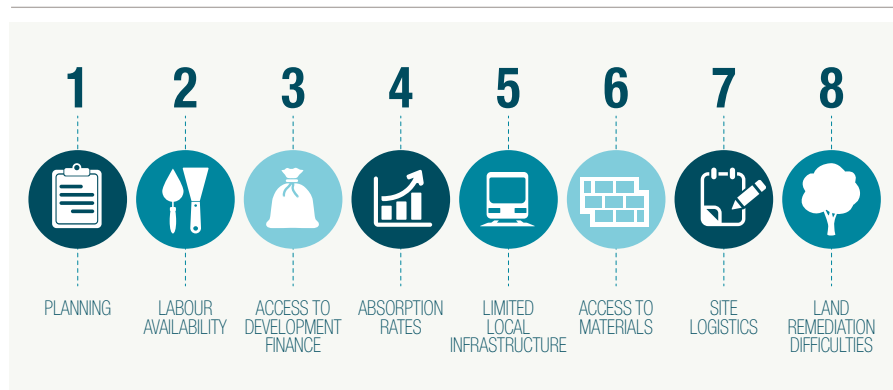 1
2
3
4
5
6
7
8
PLANNING
LABOUR
AVAILABILITY
ACCESS TO
DEVELOPMENT
FINANCE
ABSORPTION
RATES
LIMITED
LOCAL
INFRASTRUCTURE
ACCESS TO
MATERIALS
SITE
LOGISTICS
LAND
REMEDIATION
DIFFICULTIES